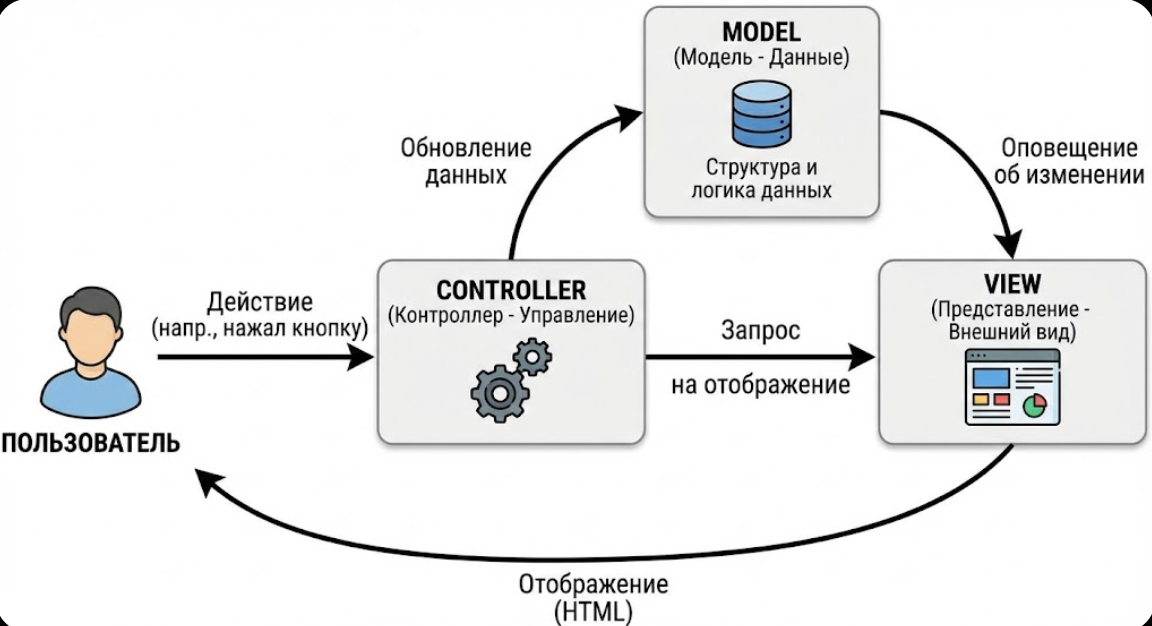 MODEL
(Модель - Данные)
Структура и
логика данных
Обновление
данных
Оповещение
об изменении
ПОЛЬЗОВАТЕЛЬ
Действие
(напр., нажал кнопку)
CONTROLLER
(Контроллер - Управление)
Запрос
на отображение
VIEW
(Представление -
Внешний вид)
Отображение
(HTML)